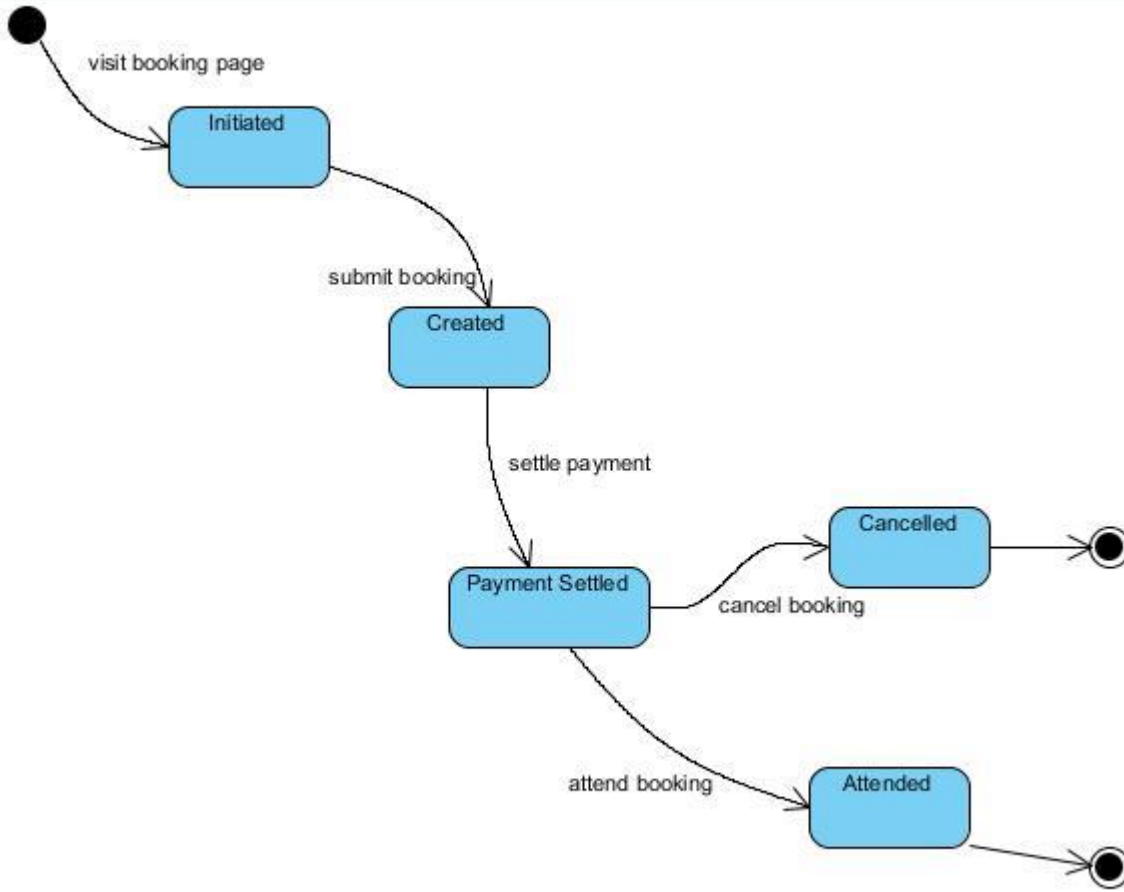 visit booking page
Initiated
submit booking
Created
settle payment
Cancelled
Payment Settled
cancel booking
attend booking
Attended